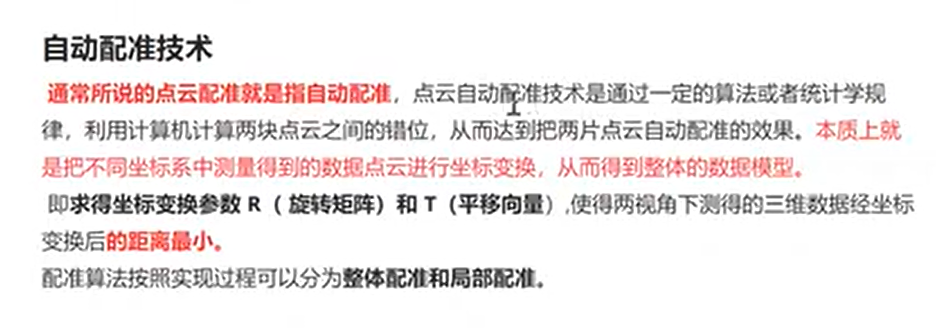 自动配准技术
通常所说的点云配准就是指自动配准，点云自动配准技术是通过一定的算法或者统计学规
律，利用计算机计算两块点云之间的错位，从而达到把两片点云自动配准的效果。本质上就
是把不同坐标系中测量得到的数据点云进行坐标变换，从而得到整体的数据模型。
即求得坐标变换参数 R（ 旋转矩阵）和 T（平移向量）,使得两视角下测得的三维数据经坐标
变换后的距离最小。
配准算法按照实现过程可以分为整体配准和局部配准。